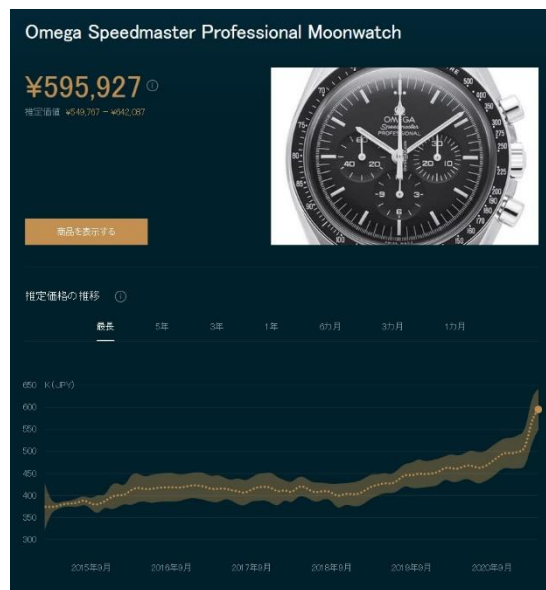 Omega Speedmaster Professional Moonwatch
¥595,927
推定価値 ¥549,767 - ¥642,087
OMEGA
Speedmaster
PROFESSIONAL
商品を表示する
推定価格の推移
最長 5年 3年 1年 6カ月 3カ月 1カ月
650 K(JPY)
600
550
500
450
400
350
300
2015年9月 2016年9月 2017年9月 2018年9月 2019年9月 2020年9月